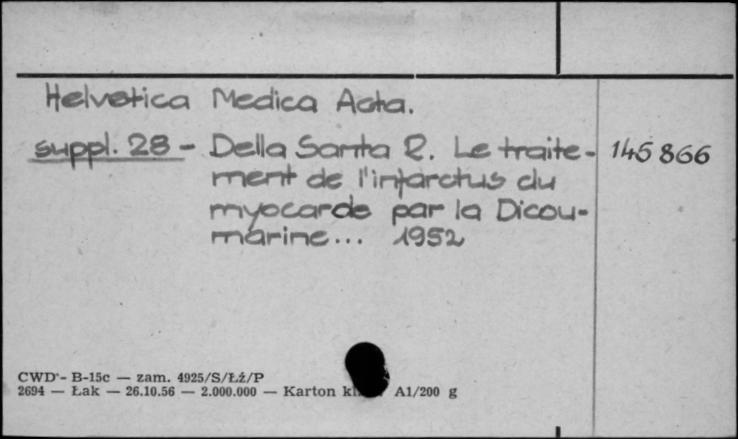 Helvetica Medica Acta.
suppl. 28 - Della Santa R. Le traite- 145 866
ment de l'infarctus du
myocarde par la Dicou-
marine... 1952
CWD - B-15c — zam. 4925/S/Łż/P
2694 — Łak — 26.10.56 — 2.000.000 — Karton A1/200 g